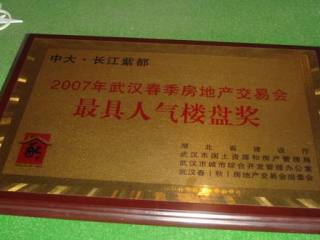 中大·长江紫都
2007年武汉春季房地产交易会
最具人气楼盘奖
湖北省建设厅
武汉市国土资源和房产管理局
武汉市城市综合开发管理办公室
武汉春(秋)房地产交易会组委会